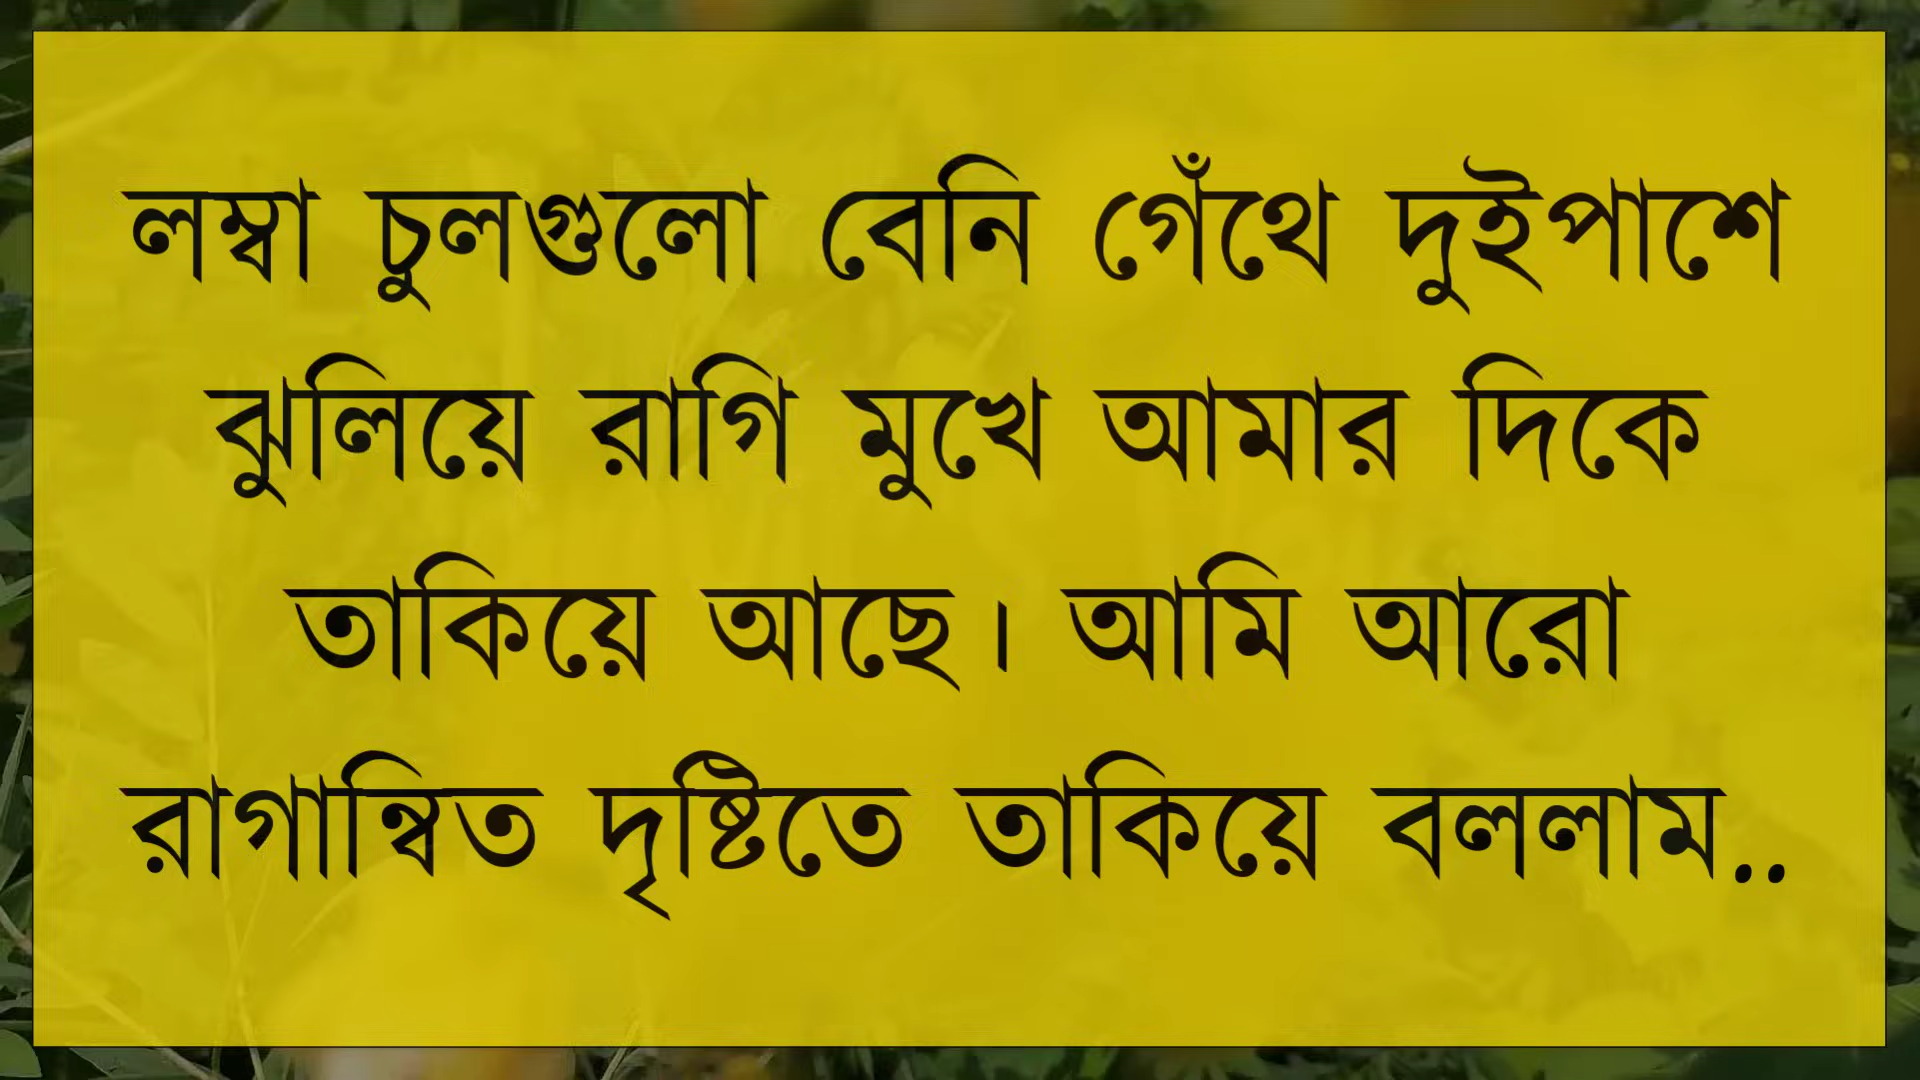 লম্বা চুলগুলো বেনি গেঁথে দুইপাশে
ঝুলিয়ে রাগি মুখে আমার দিকে
তাকিয়ে আছে। আমি আরো
রাগান্বিত দৃষ্টিতে তাকিয়ে বললাম..